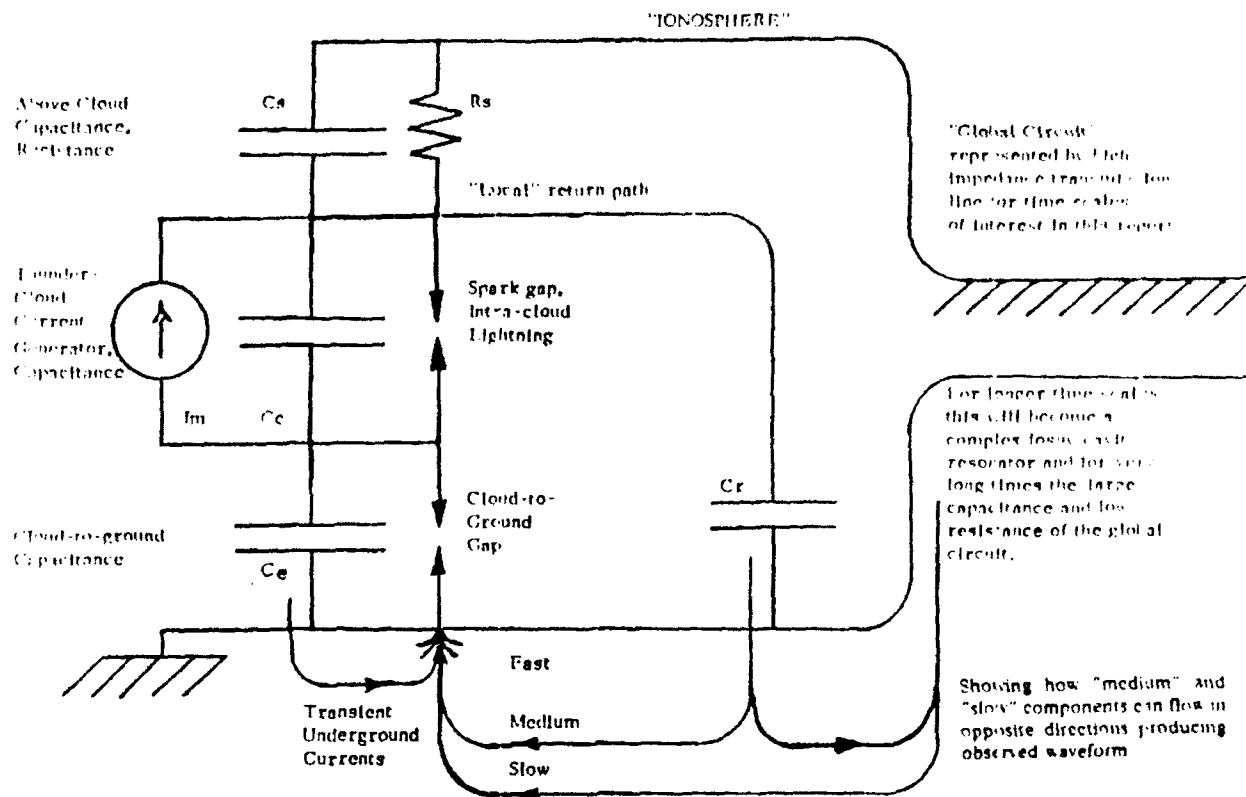 "IONOSPHERE"
Above Cloud
Capacitance,
Resistance
Ca
Rs
"Global Circuit"
represented by high
impedance transmission
line for time scales
of interest in this report
"Local" return path
Thunder-
Cloud
Current
Generator,
Capacitance
Spark gap,
Intra-cloud
Lightning
Im
Cc
For longer time scales
this will become a
complex lossy
resonator and for very
long times the large
capacitance and low
resistance of the global
circuit.
Cloud-to-ground
Capacitance
Ce
Cloud-to-
Ground
Gap
Cr
Fast
Medium
Slow
Transient
Underground
Currents
Showing how "medium" and
"slow" components can flow in
opposite directions producing
observed waveform